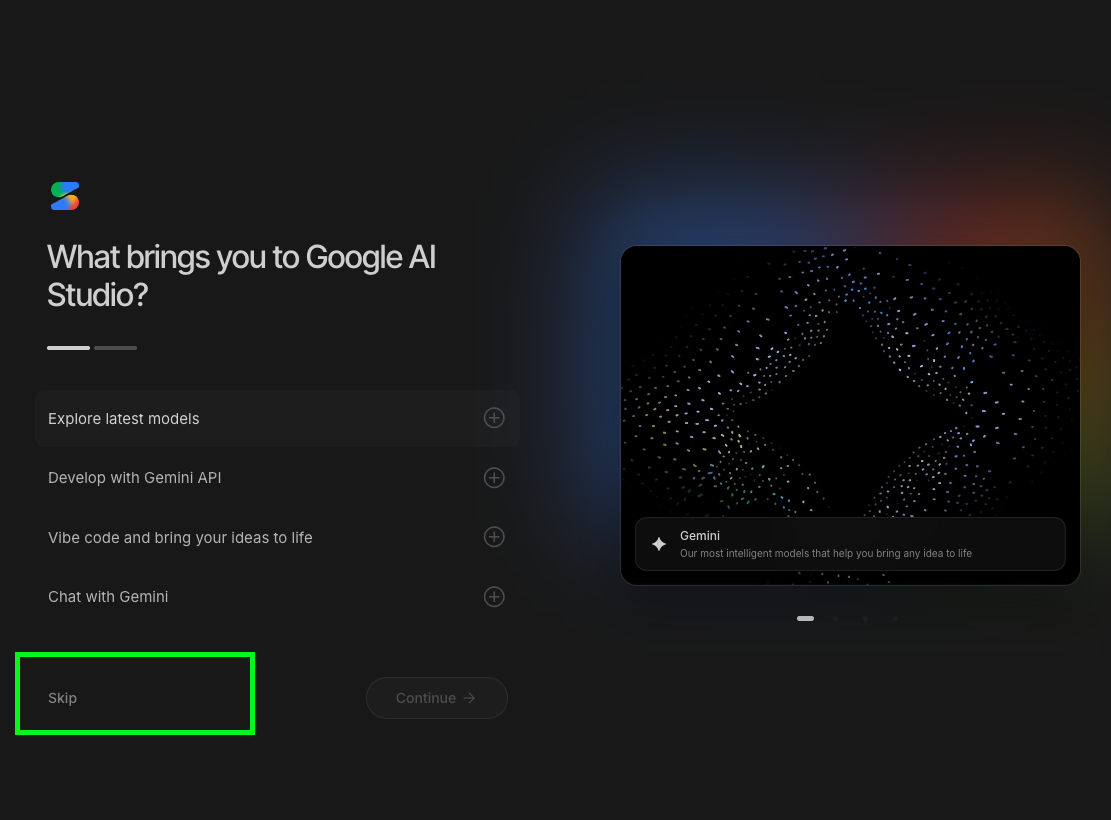 What brings you to Google AI
Studio?
Explore latest models
Develop with Gemini API
Vibe code and bring your ideas to life
Chat with Gemini
Skip
Continue →
Gemini
Our most intelligent models that help you bring any idea to life